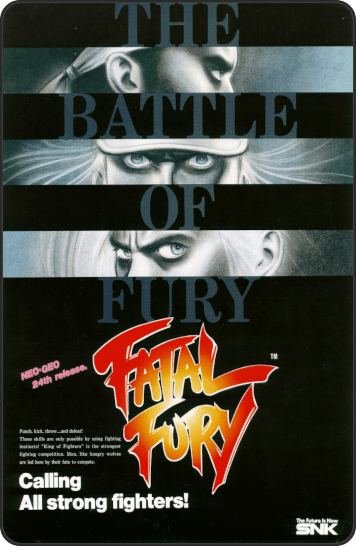 THE
BATTLE
OF
FURY
NEO-GEO
24th release.
FATAL
FURY
TM
Punch, kick, throw...and defeat!
These skills are only possible by using fighting
instincts! "King of Fighters" is the strongest
fighting competition. Men, like hungry wolves
are led here by their fate to compete.
Calling
All strong fighters!
The Future Is Now
SNK